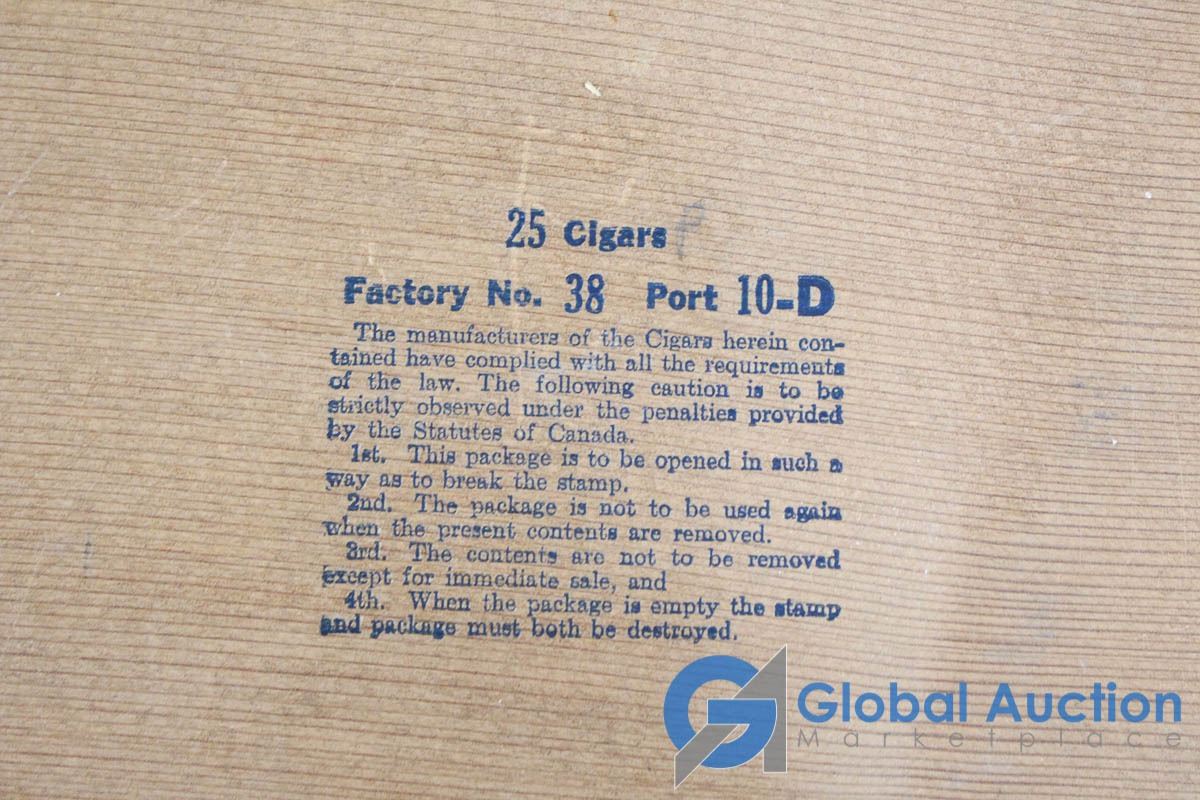 25 Cigars
Factory No. 38 Port 10-D
The manufacturers of the Cigars herein con-
tained have complied with all the requirements
of the law. The following caution is to be
strictly observed under the penalties provided
by the Statutes of Canada.
1st. This package is to be opened in such a
way as to break the stamp.
2nd. The package is not to be used again
when the present contents are removed.
3rd. The contents are not to be removed
except for immediate sale, and
4th. When the package is empty the stamp
and package must both be destroyed.
Global Auction
Marketplace